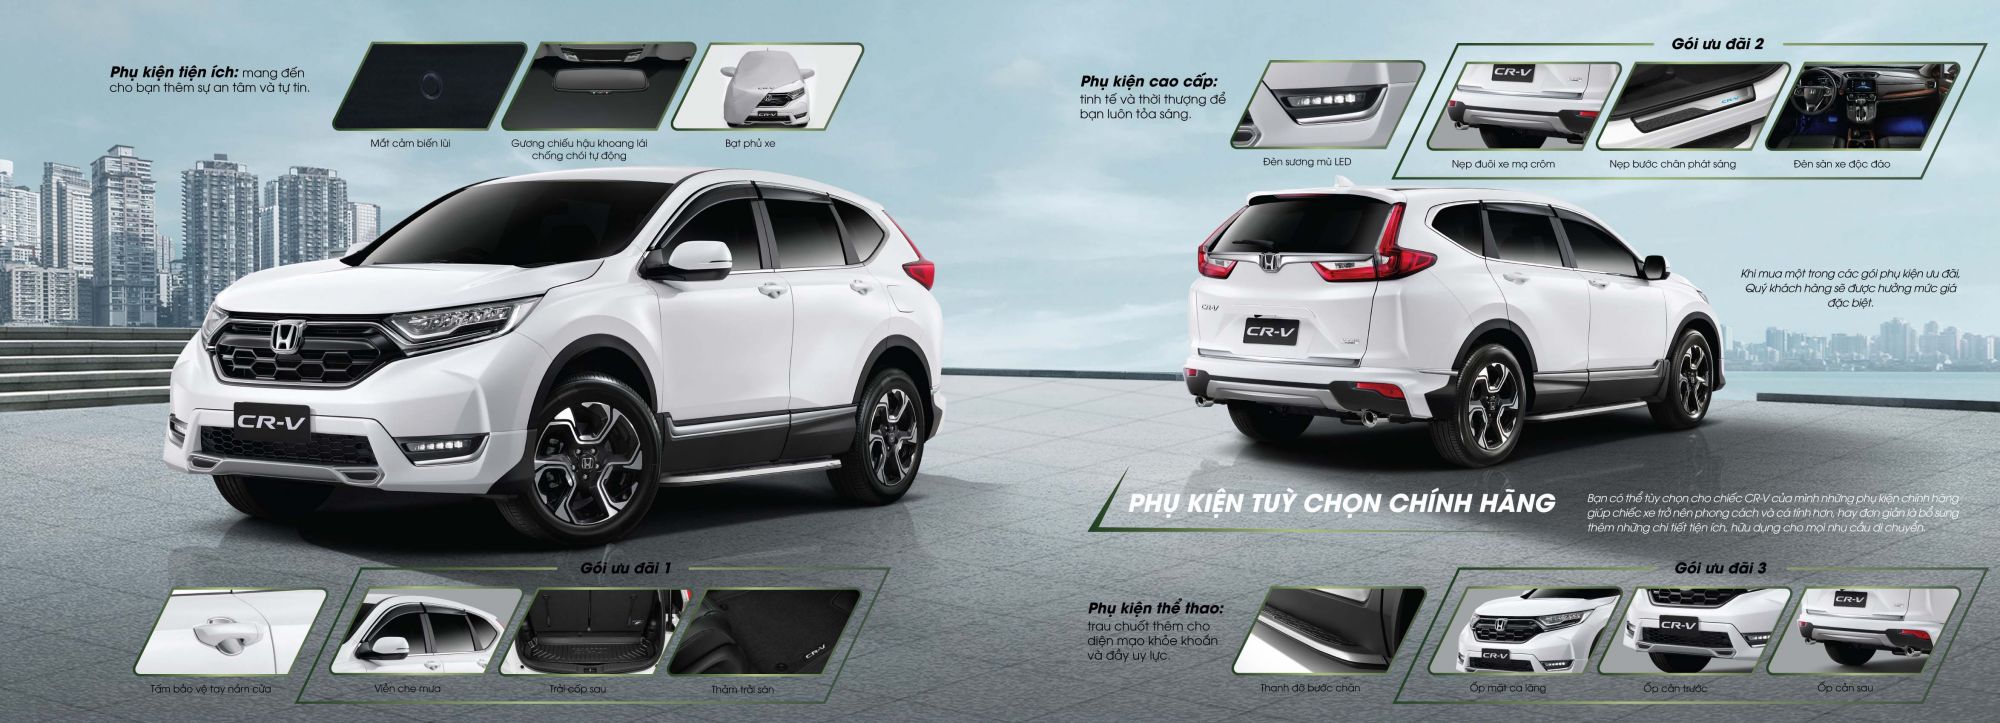 Phụ kiện tiện ích: mang đến
cho bạn thêm sự an tâm và tự tin.
Mắt cảm biến lùi
Gương chiếu hậu khoang lái
chống chói tự động
CR-V
Bạt phủ xe
CR-V
Gói ưu đãi 1
Tấm bảo vệ tay nắm cửa
Viền che mưa
Trải cốp sau
CR-V
Thảm trải sàn
Phụ kiện cao cấp:
tinh tế và thời thượng để
bạn luôn tỏa sáng.
Đèn sương mù LED
Gói ưu đãi 2
CR-V
Nẹp đuôi xe mạ crôm
CR-V
Nẹp bước chân phát sáng
Đèn sàn xe độc đáo
CR-V
CR-V
Khi mua một trong các gói phụ kiện ưu đãi,
Quý khách hàng sẽ được hưởng mức giá
đặc biệt.
PHỤ KIỆN TUỲ CHỌN CHÍNH HÃNG
Bạn có thể tùy chọn cho chiếc CR-V của mình những phụ kiện chính hãng
giúp chiếc xe trở nên phong cách và cá tính hơn, hay đơn giản là bổ sung
thêm những chi tiết tiện ích, hữu dụng cho mọi nhu cầu di chuyển.
Phụ kiện thể thao:
trau chuốt thêm cho
diện mạo khỏe khoắn
và đầy uy lực.
Thanh đỡ bước chân
Gói ưu đãi 3
CR-V
Ốp mặt ca lăng
CR-V
Ốp cản trước
CR-V
Ốp cản sau